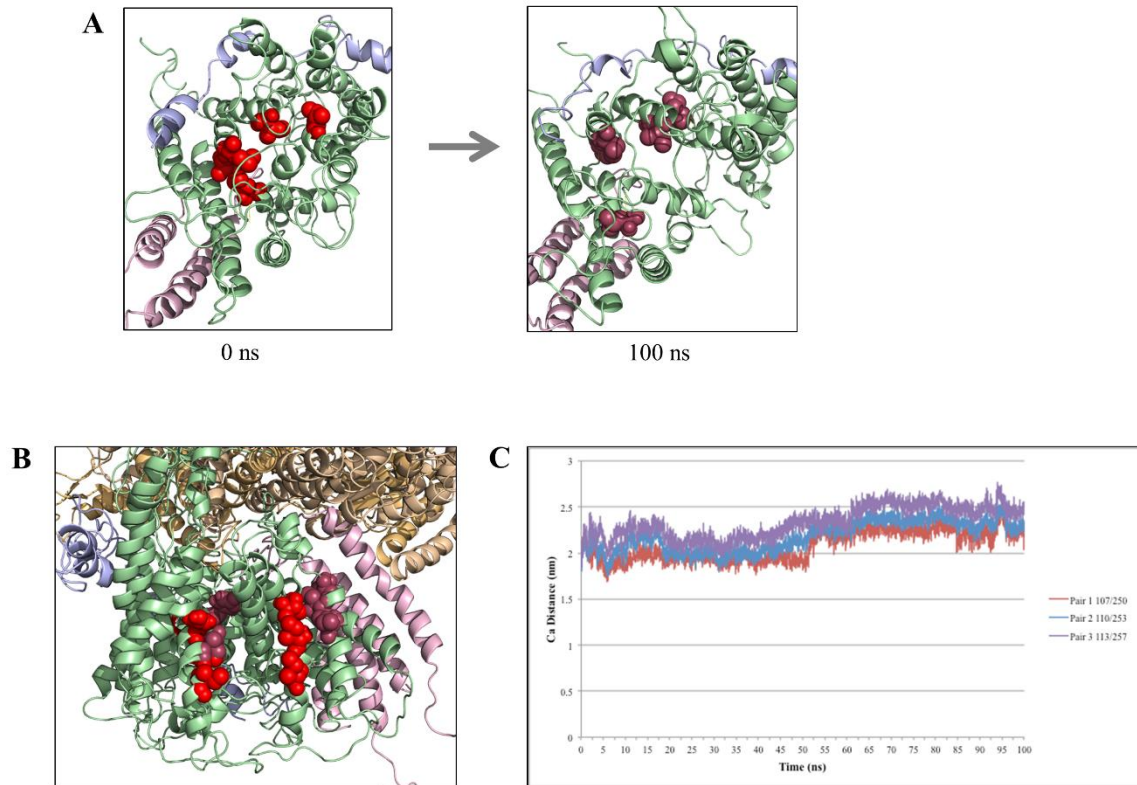 A
0 ns
100 ns
B
C
3
2.5
2
1.5
1
0.5
0
Ca Distance (nm)
0 5 10 15 20 25 30 35 40 45 50 55 60 65 70 75 80 85 90 95 100
Time (ns)
Pair 1 107/250
Pair 2 110/253
Pair 3 113/257